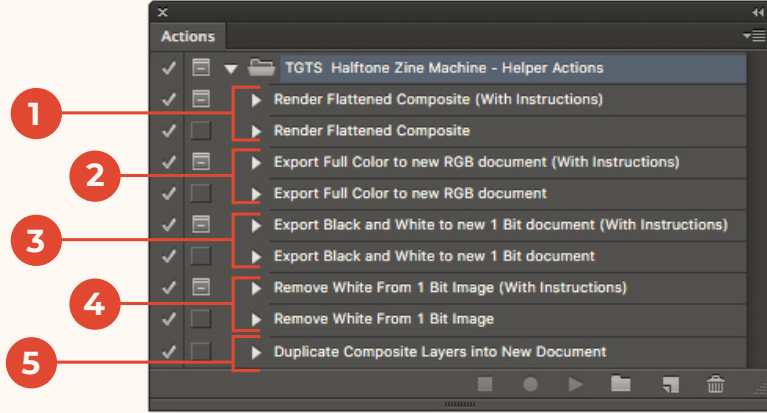 Actions
TGTS Halftone Zine Machine - Helper Actions
1
Render Flattened Composite (With Instructions)
Render Flattened Composite
2
Export Full Color to new RGB document (With Instructions)
Export Full Color to new RGB document
3
Export Black and White to new 1 Bit document (With Instructions)
Export Black and White to new 1 Bit document
4
Remove White From 1 Bit Image (With Instructions)
Remove White From 1 Bit Image
5
Duplicate Composite Layers into New Document